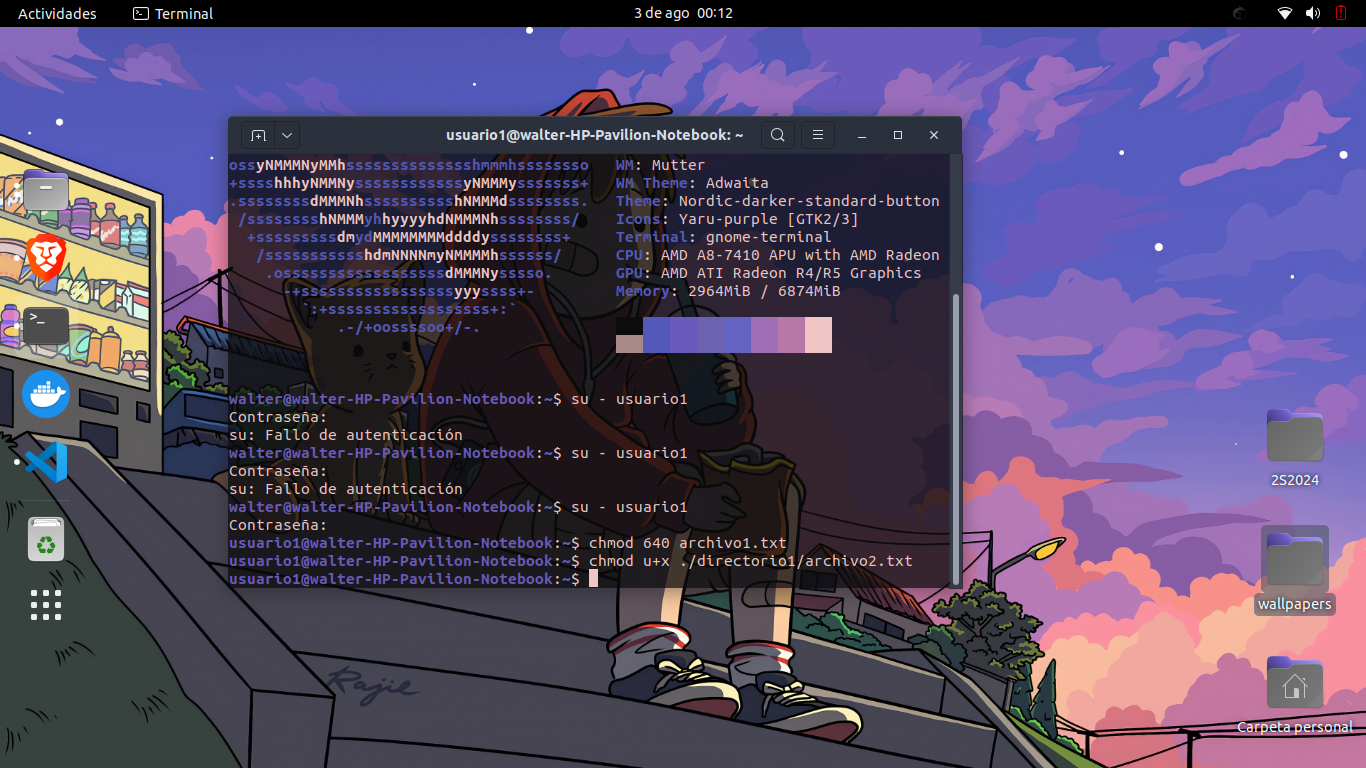 Actividades
Terminal
3 de ago 00:12
usuario1@walter-HP-Pavilion-Notebook: ~
ossyNMMMNyMMhsssssssssssssshmmmhssssssso WM: Mutter
+sssshhhyNMMNyssssssssssssyNMMMysssssss+ WM Theme: Adwaita
.ssssssssdMMMNhsssssssssshNMMMdssssssss. Theme: Nordic-darker-standard-button
/sssssssshNMMMyhhyyyyhdNMMMNhssssssss/ Icons: Yaru-purple [GTK2/3]
+sssssssssdmydMMMMMMMMddddyssssssss+ Terminal: gnome-terminal
/ssssssssssshdmNNNNmyNMMMMhssssss/ CPU: AMD A8-7410 APU with AMD Radeon
.ossssssssssssssssssdMMMNysssso. GPU: AMD ATI Radeon R4/R5 Graphics
-+sssssssssssssssssyyyssss+- Memory: 2964MiB / 6874MiB
`:+ssssssssssssssssss+:`
.-/+oossssoo+/-.
walter@walter-HP-Pavilion-Notebook:~$ su - usuario1
Contraseña:
su: Fallo de autenticación
walter@walter-HP-Pavilion-Notebook:~$ su - usuario1
Contraseña:
su: Fallo de autenticación
walter@walter-HP-Pavilion-Notebook:~$ su - usuario1
Contraseña:
usuario1@walter-HP-Pavilion-Notebook:~$ chmod 640 archivo1.txt
usuario1@walter-HP-Pavilion-Notebook:~$ chmod u+x ./directorio1/archivo2.txt
usuario1@walter-HP-Pavilion-Notebook:~$
>_
2S2024
wallpapers
Carpeta personal
Rajie